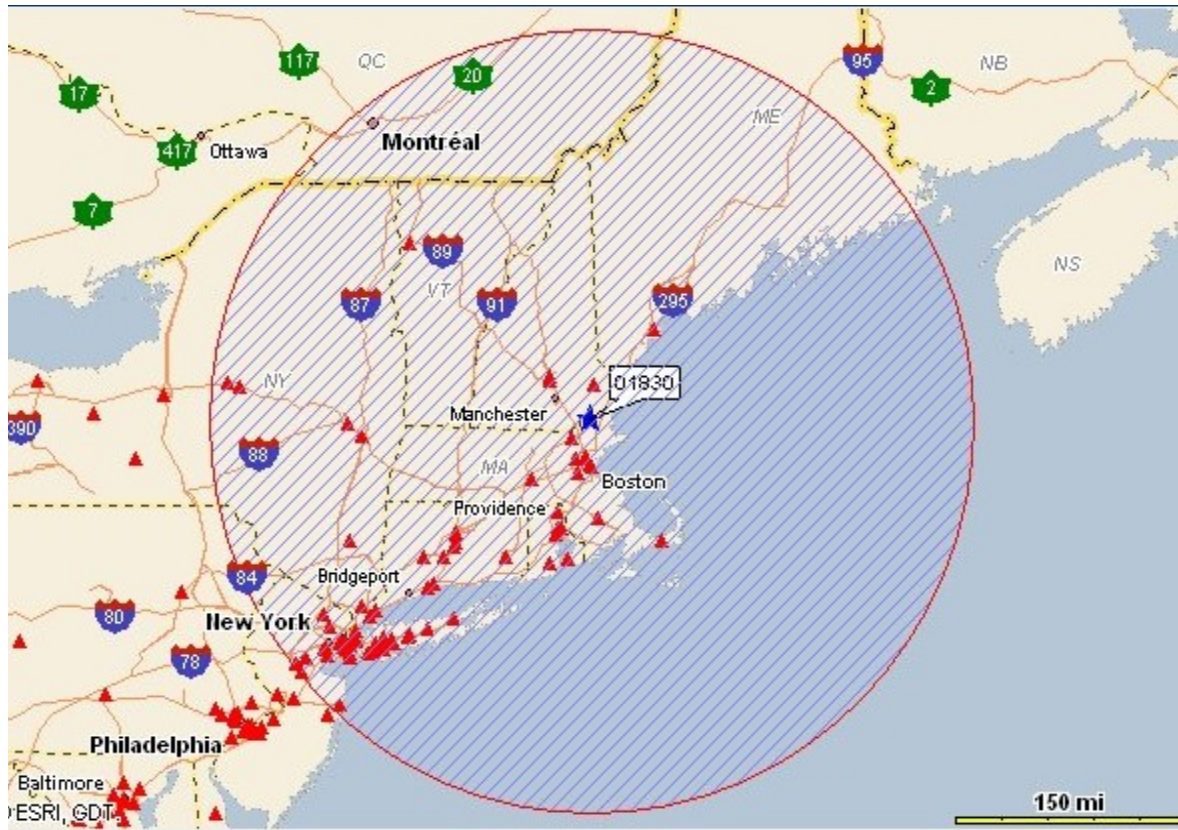 117
QC
20
95
NB
2
17
ME
417
Ottawa
Montréal
7
89
NS
VT
87
91
295
NY
01830
Manchester
390
88
MA
Boston
Providence
84
Bridgeport
80
New York
78
Philadelphia
Baltimore
ESRI, GDT
150 mi